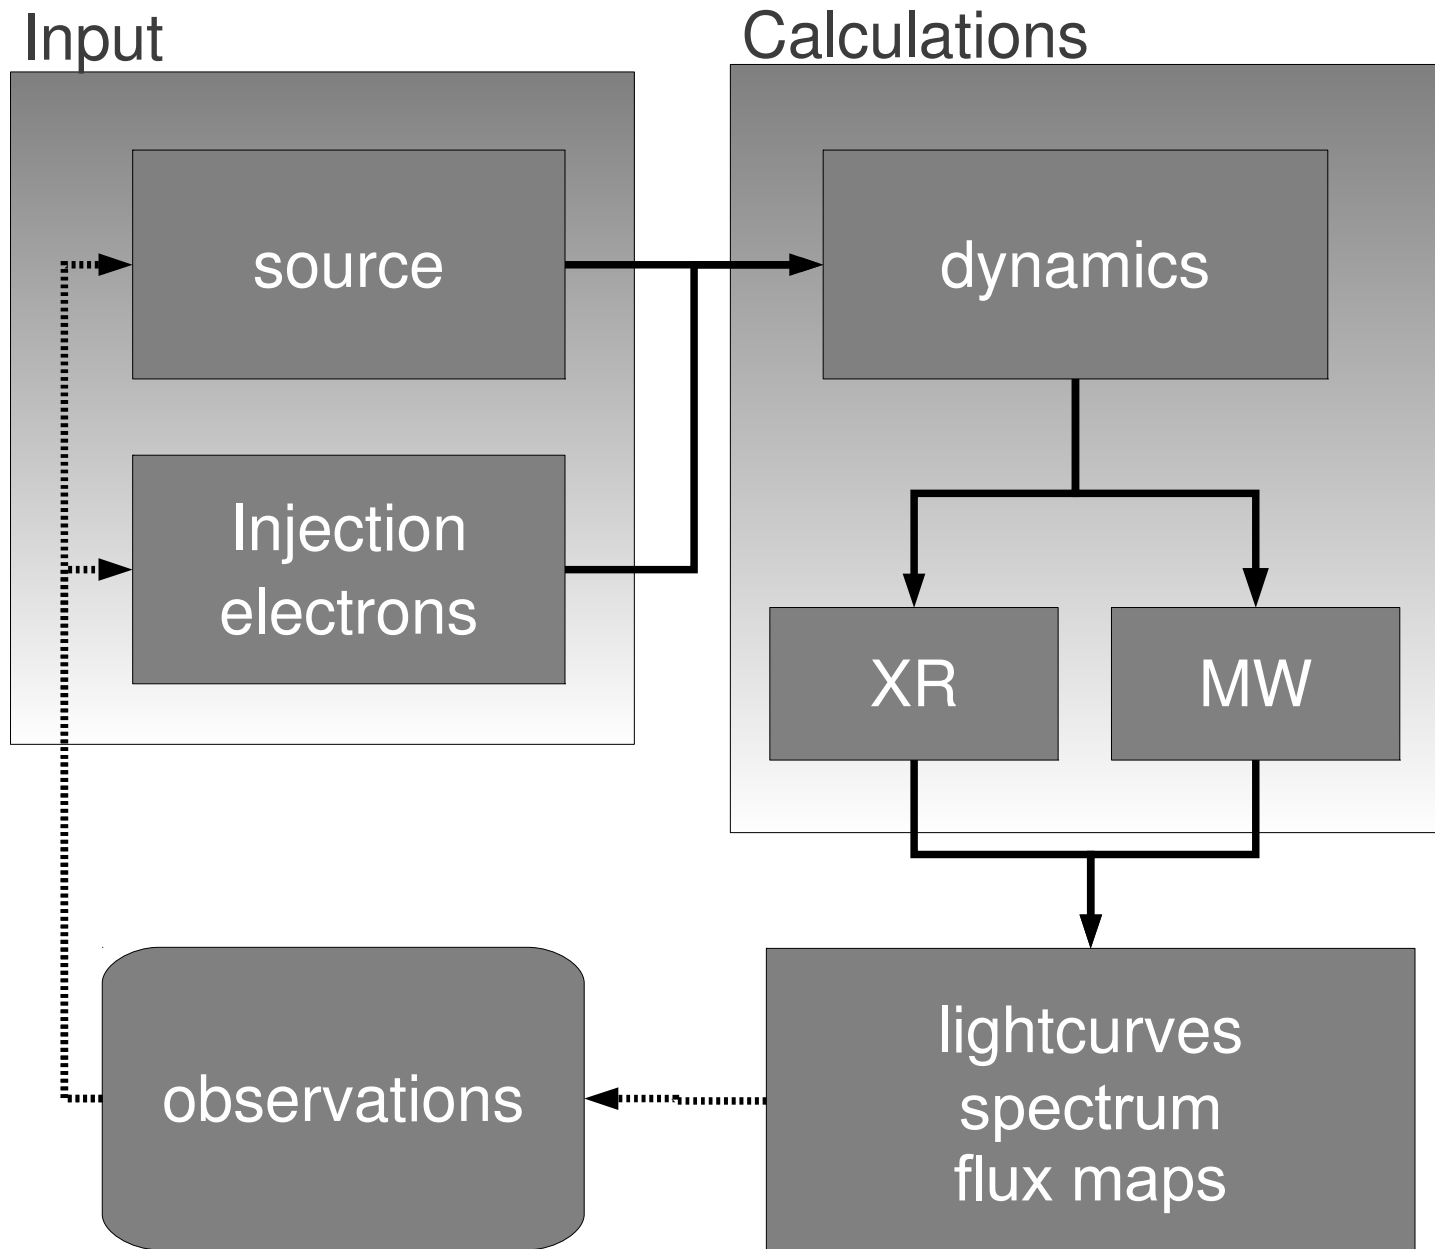 Input
source
Injection
electrons
Calculations
dynamics
XR
MW
lightcurves
spectrum
flux maps
observations